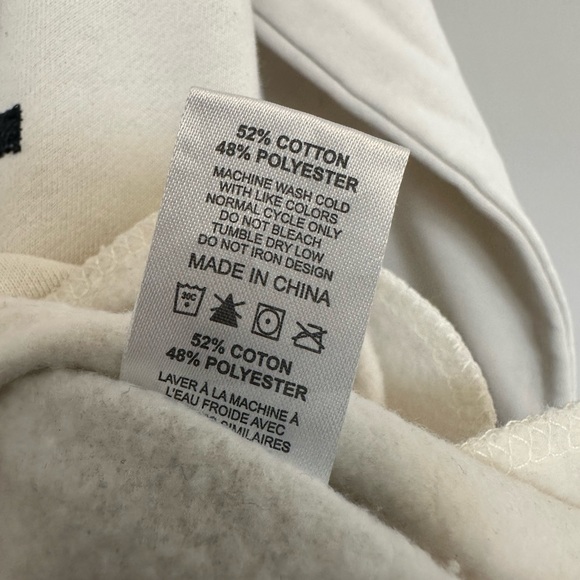 52% COTTON
48% POLYESTER
MACHINE WASH COLD
WITH LIKE COLORS
NORMAL CYCLE ONLY
DO NOT BLEACH
TUMBLE DRY LOW
DO NOT IRON DESIGN
MADE IN CHINA
30C
52% COTON
48% POLYESTER
LAVER À LA MACHINE À
L'EAU FROIDE AVEC
SIMILAIRES